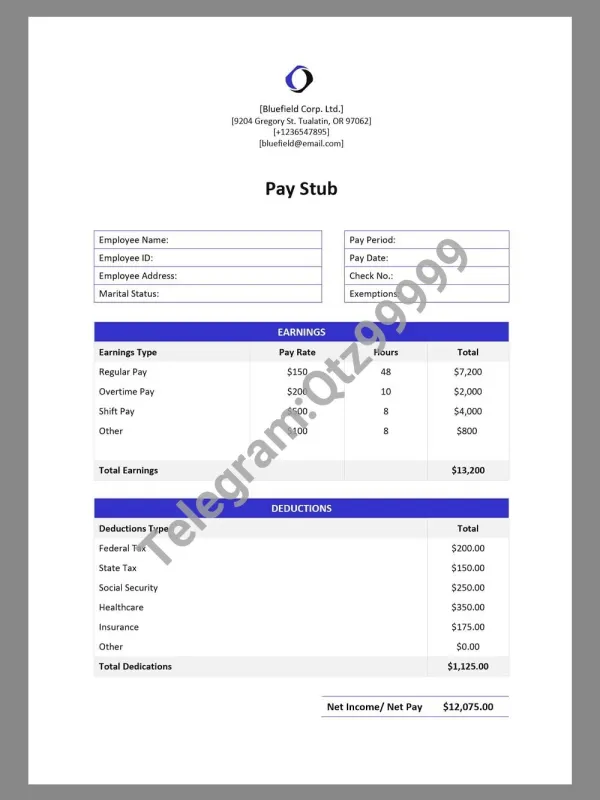 [Bluefield Corp. Ltd.]
[9204 Gregory St. Tualatin, OR 97062]
[+1236547895]
[bluefield@email.com]
Pay Stub
Employee Name:
Employee ID:
Employee Address:
Marital Status:
Pay Period:
Pay Date:
Check No.:
Exemptions:
EARNINGS
Earnings Type Pay Rate Hours Total
Regular Pay $150 48 $7,200
Overtime Pay $200 10 $2,000
Shift Pay $500 8 $4,000
Other $100 8 $800
Total Earnings $13,200
DEDUCTIONS
Deductions Type Total
Federal Tax $200.00
State Tax $150.00
Social Security $250.00
Healthcare $350.00
Insurance $175.00
Other $0.00
Total Dedications $1,125.00
Net Income/ Net Pay $12,075.00
Telegram:Qtz99999